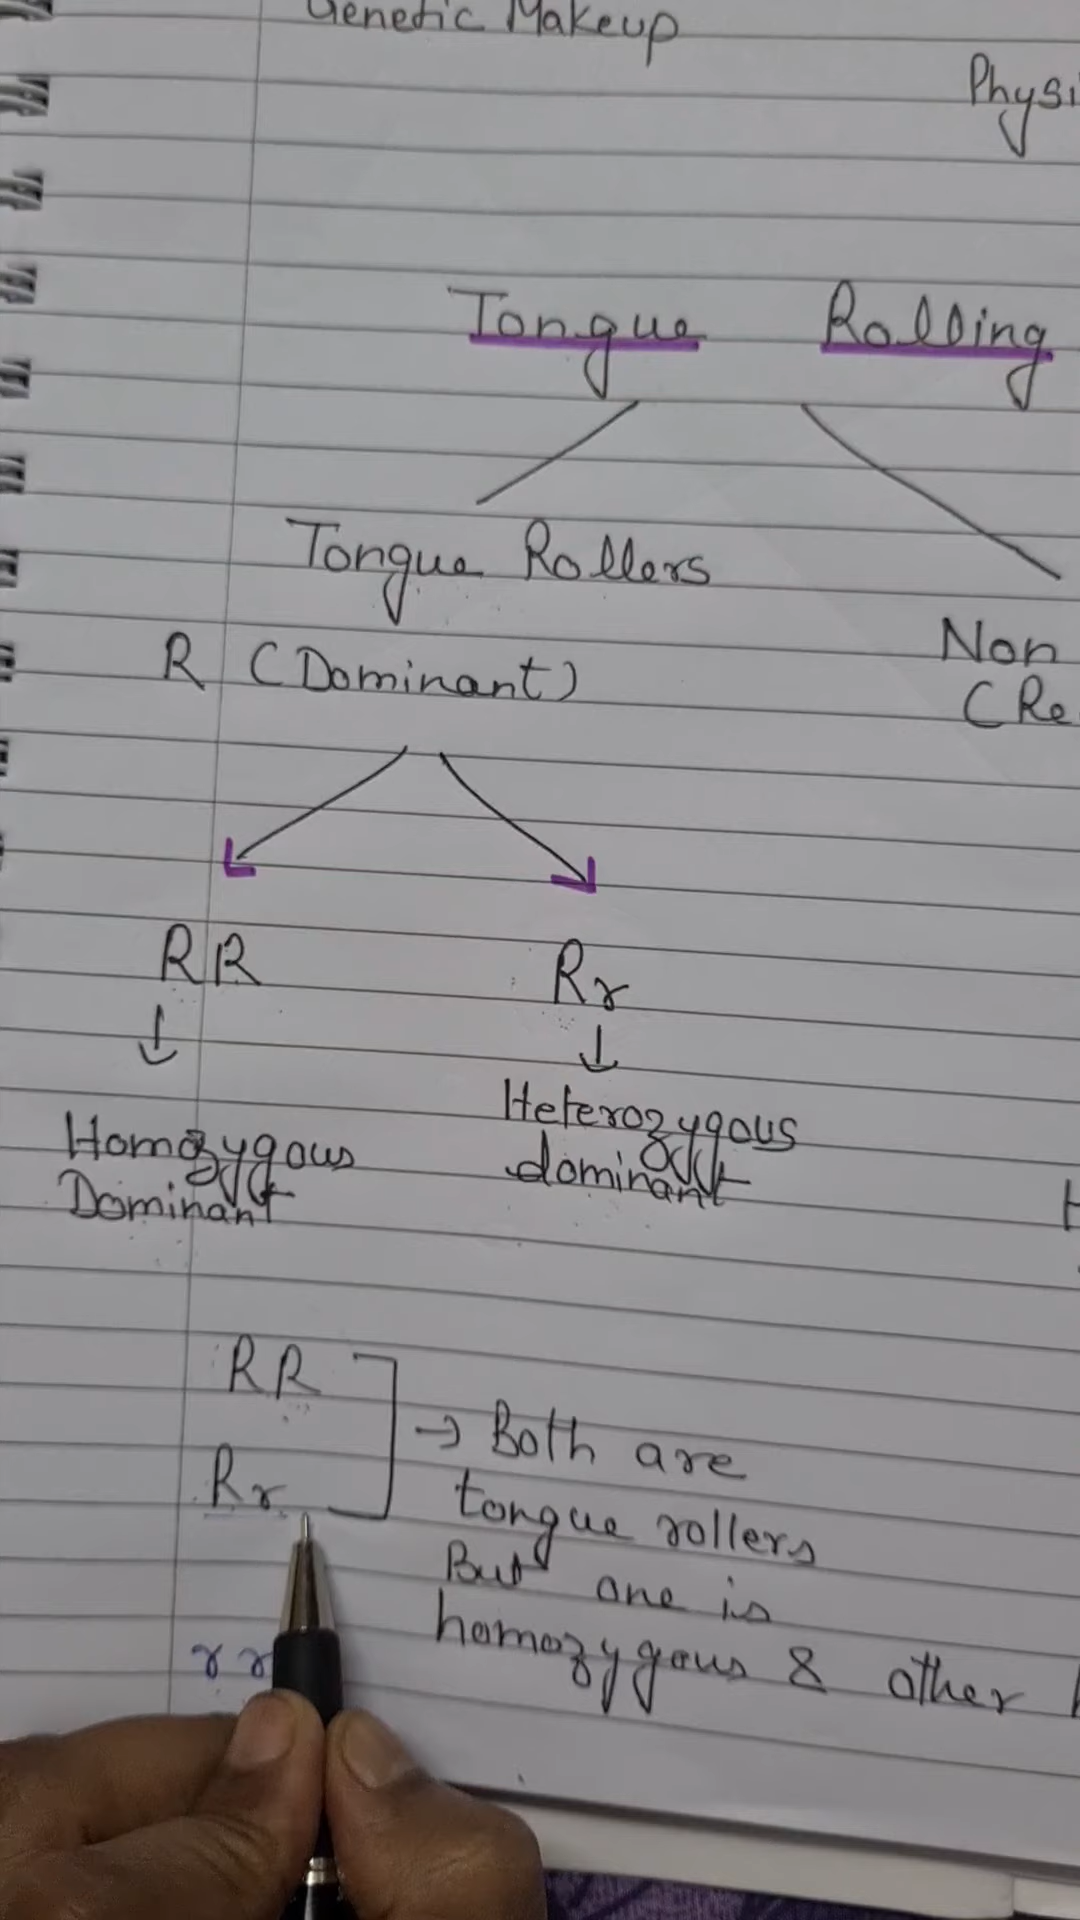 Genetic Makeup
Physi
Tongue Rolling
Tongue Rollers
R (Dominant)
Non
(Re
RR
Rr
Heterozygous
dominant
Homozygous
Dominant
H
RR
Rr
→ Both are
tongue rollers
But one is
homozygous & other
rr